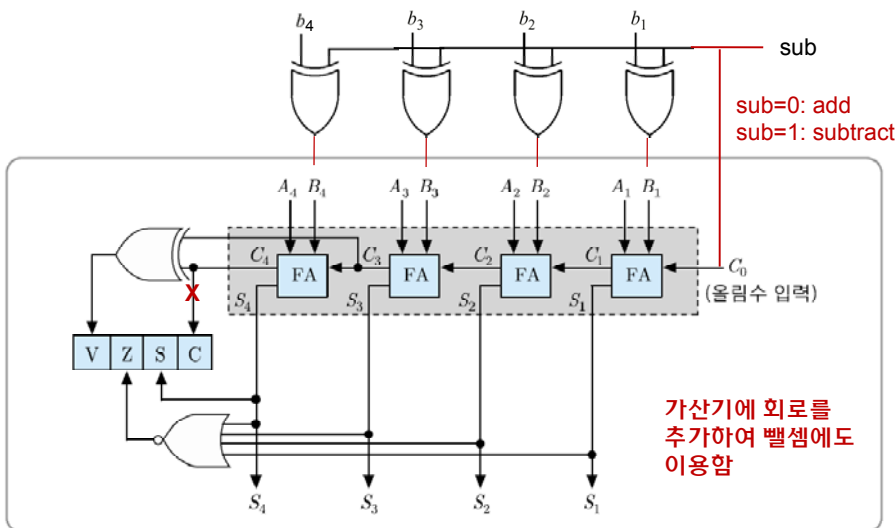 b4 b3 b2 b1
sub
sub=0: add
sub=1: subtract
A4 B4 A3 B3 A2 B2 A1 B1
C4 FA C3 FA C2 FA C1 FA C0
(올림수 입력)
S4 S3 S2 S1
X
V Z S C
가산기에 회로를
추가하여 뺄셈에도
이용함
S4 S3 S2 S1